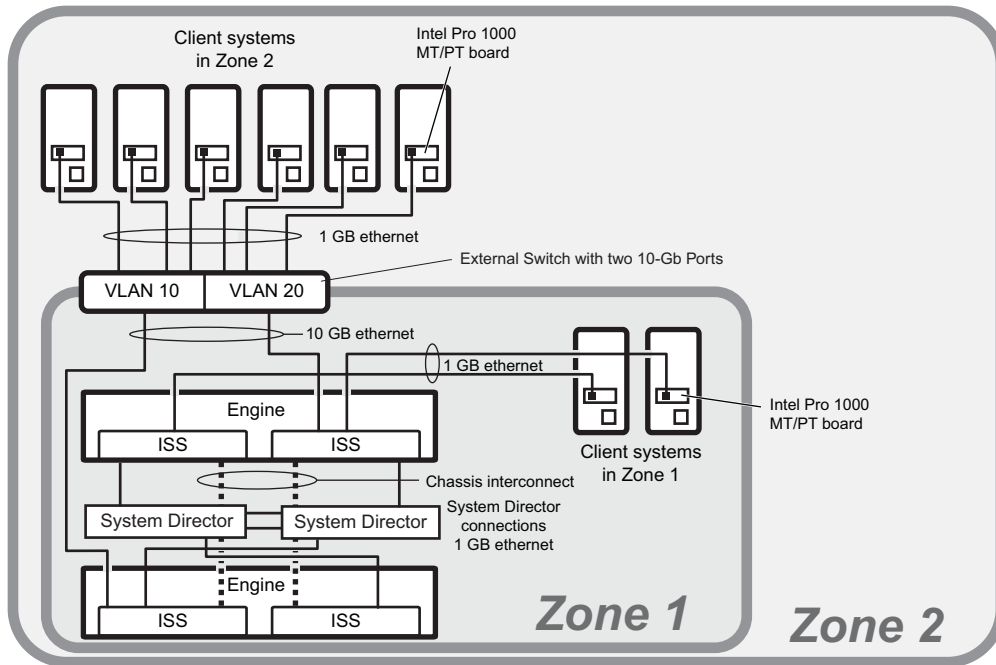 Client systems
in Zone 2
Intel Pro 1000
MT/PT board
1 GB ethernet
External Switch with two 10-Gb Ports
VLAN 10
VLAN 20
10 GB ethernet
1 GB ethernet
Engine
ISS
ISS
Intel Pro 1000
MT/PT board
Client systems
in Zone 1
Chassis interconnect
System Director
System Director
System Director
connections
1 GB ethernet
Engine
ISS
ISS
Zone 1
Zone 2